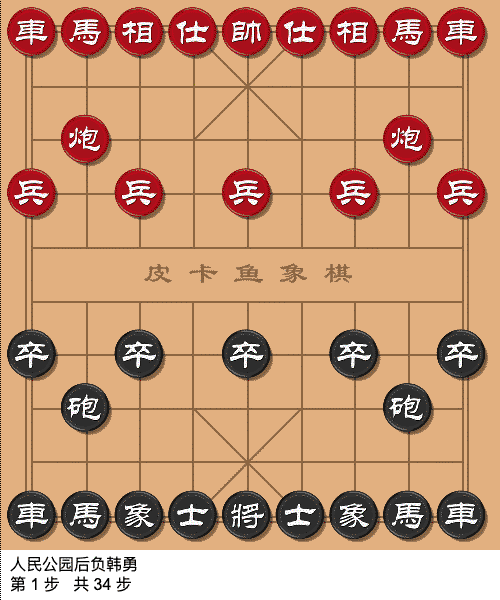 車馬相仕帥仕相馬車
炮炮
兵兵兵兵兵
皮卡鱼象棋
卒卒卒卒卒
砲砲
車馬象士將士象馬車
人民公园后负韩勇
第 1 步 共 34 步